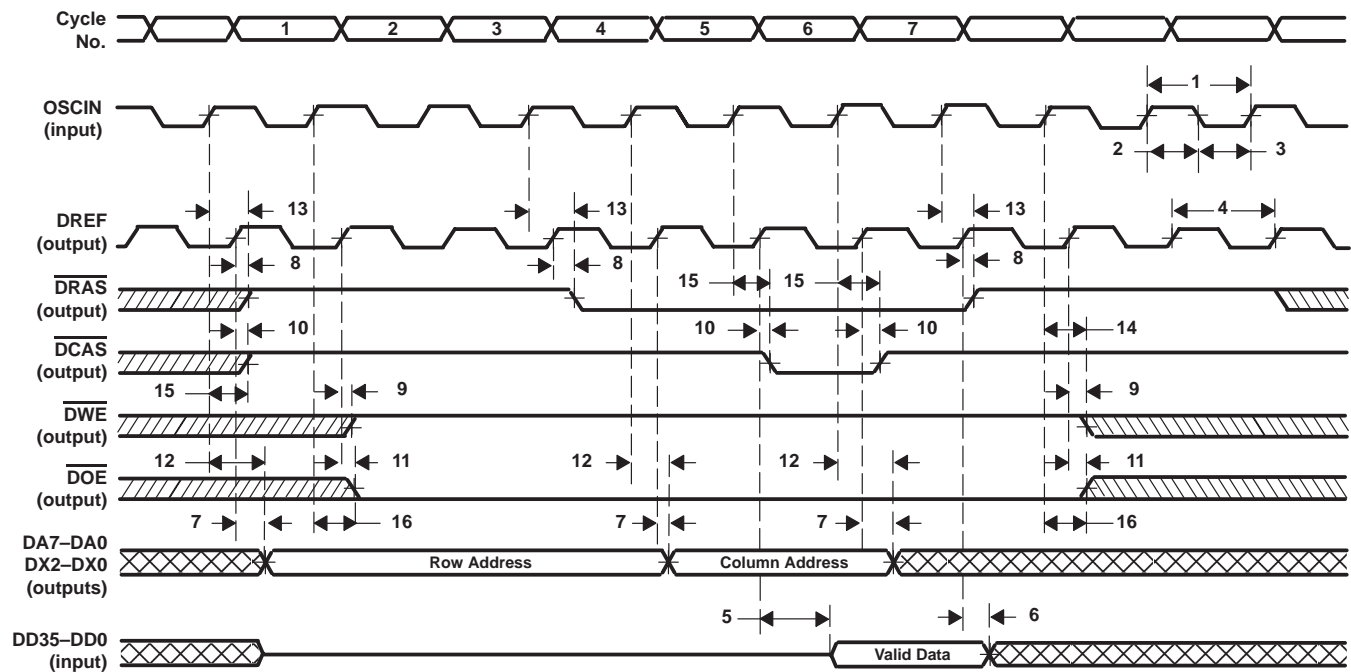 Cycle
No.
1 2 3 4 5 6 7
OSCIN
(input)
1
2 3
DREF
(output)
13 13 13 4
8 8 8
DRAS
(output)
15 15
10 10 10 14
DCAS
(output)
15 9 9
DWE
(output)
12 11 12 12 11
DOE
(output)
7 16 7 7 16
DA7–DA0
DX2–DX0
(outputs)
Row Address Column Address
5 6
DD35–DD0
(input)
Valid Data